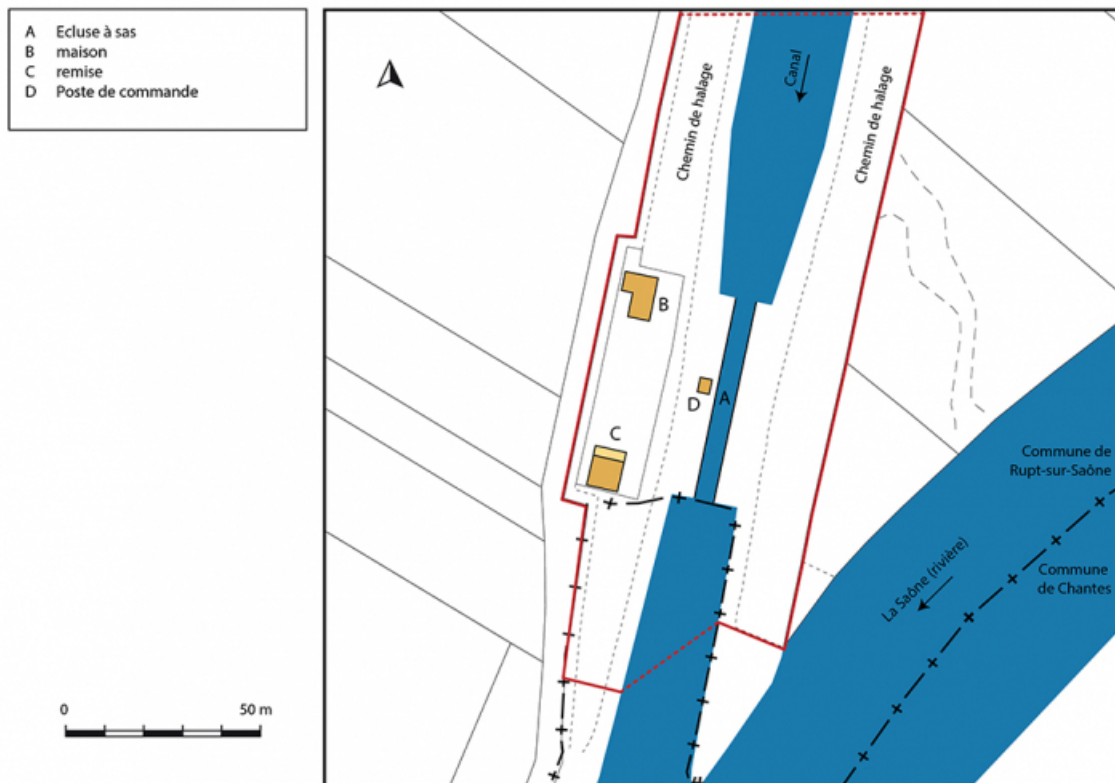 A Ecluse à sas
B maison
C remise
D Poste de commande
Canal
Chemin de halage
Chemin de halage
B
D
A
C
Commune de
Rupt-sur-Saône
La Saône (rivière)
Commune
de Chantes
0 50 m